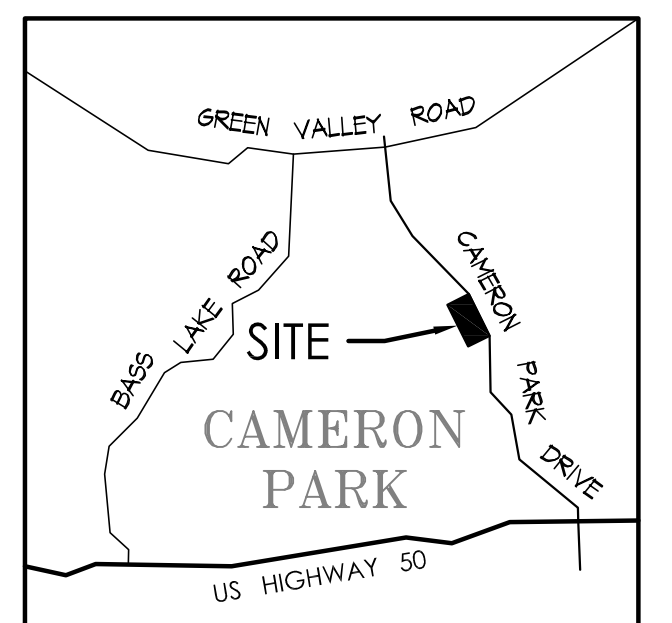 GREEN VALLEY ROAD
BASS LAKE ROAD
CAMERON PARK DRIVE
SITE
CAMERON
PARK
US HIGHWAY 50